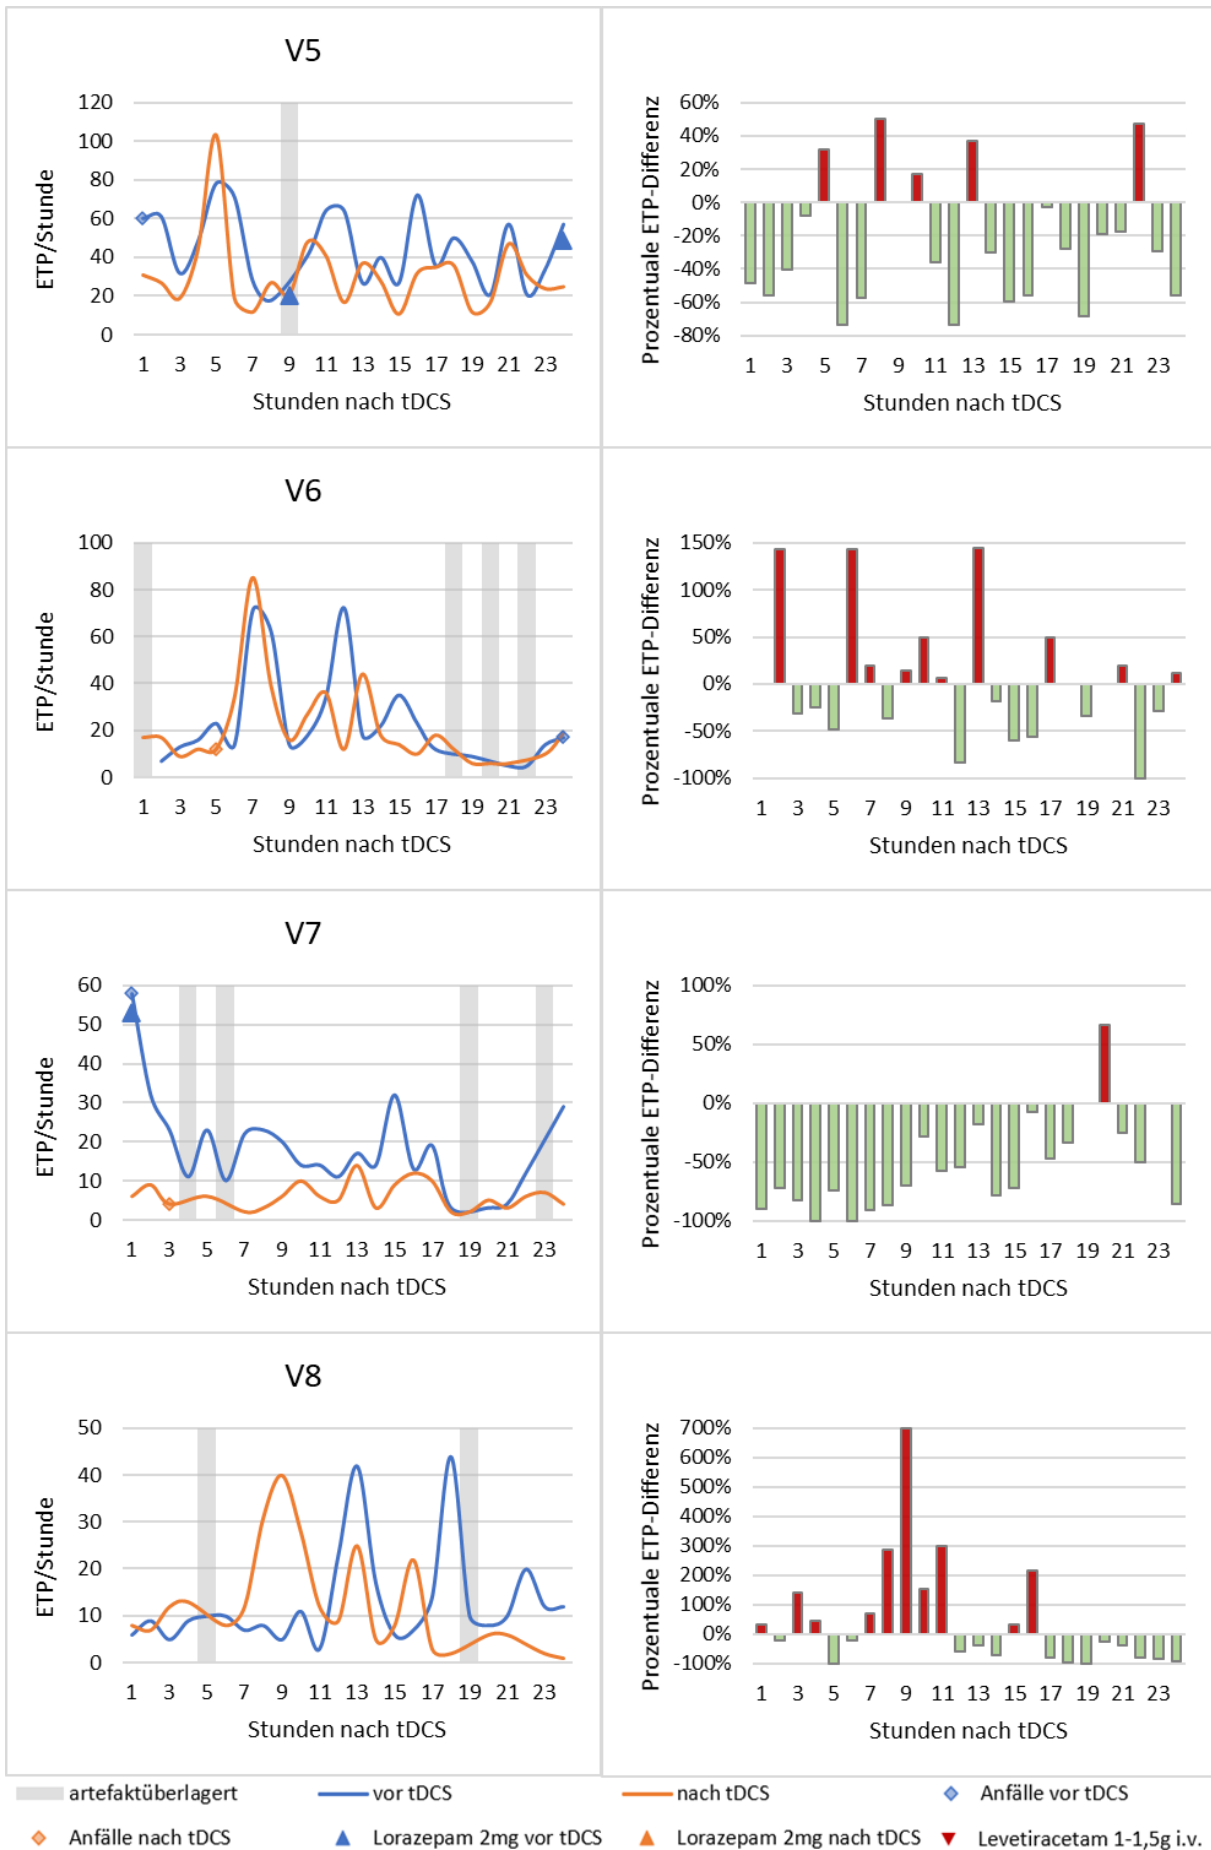 V5
ETP/Stunde
120
100
80
60
40
20
0
1 3 5 7 9 11 13 15 17 19 21 23
Stunden nach tDCS
Prozentuale ETP-Differenz
60%
40%
20%
0%
-20%
-40%
-60%
-80%
1 3 5 7 9 11 13 15 17 19 21 23
Stunden nach tDCS
V6
ETP/Stunde
100
80
60
40
20
0
1 3 5 7 9 11 13 15 17 19 21 23
Stunden nach tDCS
Prozentuale ETP-Differenz
150%
100%
50%
0%
-50%
-100%
1 3 5 7 9 11 13 15 17 19 21 23
Stunden nach tDCS
V7
ETP/Stunde
60
50
40
30
20
10
0
1 3 5 7 9 11 13 15 17 19 21 23
Stunden nach tDCS
Prozentuale ETP-Differenz
100%
50%
0%
-50%
-100%
1 3 5 7 9 11 13 15 17 19 21 23
Stunden nach tDCS
V8
ETP/Stunde
50
40
30
20
10
0
1 3 5 7 9 11 13 15 17 19 21 23
Stunden nach tDCS
Prozentuale ETP-Differenz
700%
600%
500%
400%
300%
200%
100%
0%
-100%
1 3 5 7 9 11 13 15 17 19 21 23
Stunden nach tDCS
artefaktüberlagert vor tDCS nach tDCS Anfälle vor tDCS
Anfälle nach tDCS Lorazepam 2mg vor tDCS Lorazepam 2mg nach tDCS Levetiracetam 1-1,5g i.v.